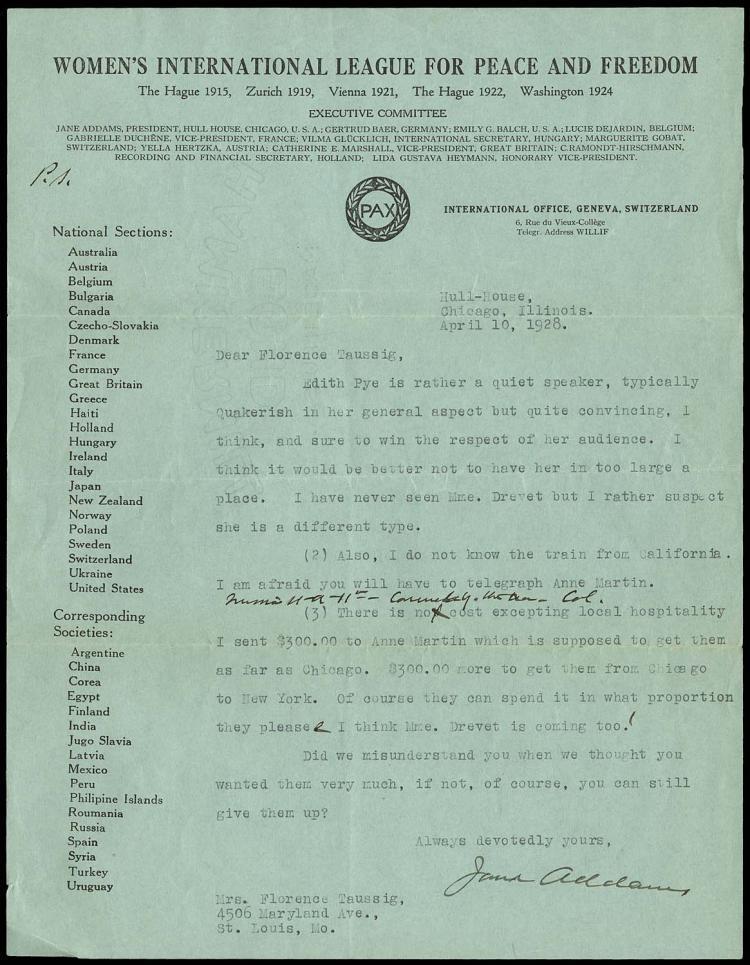 WOMEN'S INTERNATIONAL LEAGUE FOR PEACE AND FREEDOM
The Hague 1915, Zurich 1919, Vienna 1921, The Hague 1922, Washington 1924
EXECUTIVE COMMITTEE
JANE ADDAMS, PRESIDENT, HULL HOUSE, CHICAGO, U. S. A.; GERTRUD BAER, GERMANY; EMILY G. BALCH, U. S. A.; LUCIE DEJARDIN, BELGIUM;
GABRIELLE DUCHÊNE, VICE-PRESIDENT, FRANCE; VILMA GLÜCKLICH, INTERNATIONAL SECRETARY, HUNGARY; MARGUERITE GOBAT,
SWITZERLAND; YELLA HERTZKA, AUSTRIA; CATHERINE E. MARSHALL, VICE-PRESIDENT, GREAT BRITAIN; C.RAMONDT-HIRSCHMANN,
RECORDING AND FINANCIAL SECRETARY, HOLLAND; LIDA GUSTAVA HEYMANN, HONORARY VICE-PRESIDENT.
P.S.
PAX
INTERNATIONAL OFFICE, GENEVA, SWITZERLAND
6, Rue du Vieux-Collège
Telegr. Address WILLIF
National Sections:
Australia
Austria
Belgium
Bulgaria
Canada
Czecho-Slovakia
Denmark
France
Germany
Great Britain
Greece
Haiti
Holland
Hungary
Ireland
Italy
Japan
New Zealand
Norway
Poland
Sweden
Switzerland
Ukraine
United States
Corresponding
Societies:
Argentine
China
Corea
Egypt
Finland
India
Jugo Slavia
Latvia
Mexico
Peru
Philipine Islands
Roumania
Russia
Spain
Syria
Turkey
Uruguay
Hull-House,
Chicago, Illinois.
April 10, 1928.
Dear Florence Taussig,
Edith Pye is rather a quiet speaker, typically
Quakerish in her general aspect but quite convincing, I
think, and sure to win the respect of her audience. I
think it would be better not to have her in too large a
place. I have never seen Mme. Drevet but I rather suspect
she is a different type.
(2) Also, I do not know the train from California.
I am afraid you will have to telegraph Anne Martin.
Col.
(3) There is no cost excepting local hospitality
I sent $300.00 to Anne Martin which is supposed to get them
as far as Chicago. $300.00 more to get them from Chicago
to New York. Of course they can spend it in what proportion
they please I think Mme. Drevet is coming too.!
Did we misunderstand you when we thought you
wanted them very much, if not, of course, you can still
give them up?
Always devotedly yours,
Jane Addams
Mrs. Florence Taussig,
4506 Maryland Ave.,
St. Louis, Mo.